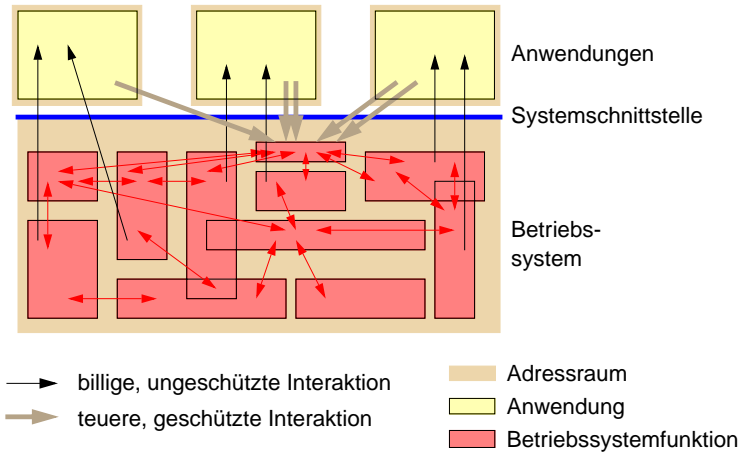 Anwendungen
Systemschnittstelle
Betriebs-
system
billige, ungeschützte Interaktion
teuere, geschützte Interaktion
Adressraum
Anwendung
Betriebssystemfunktion